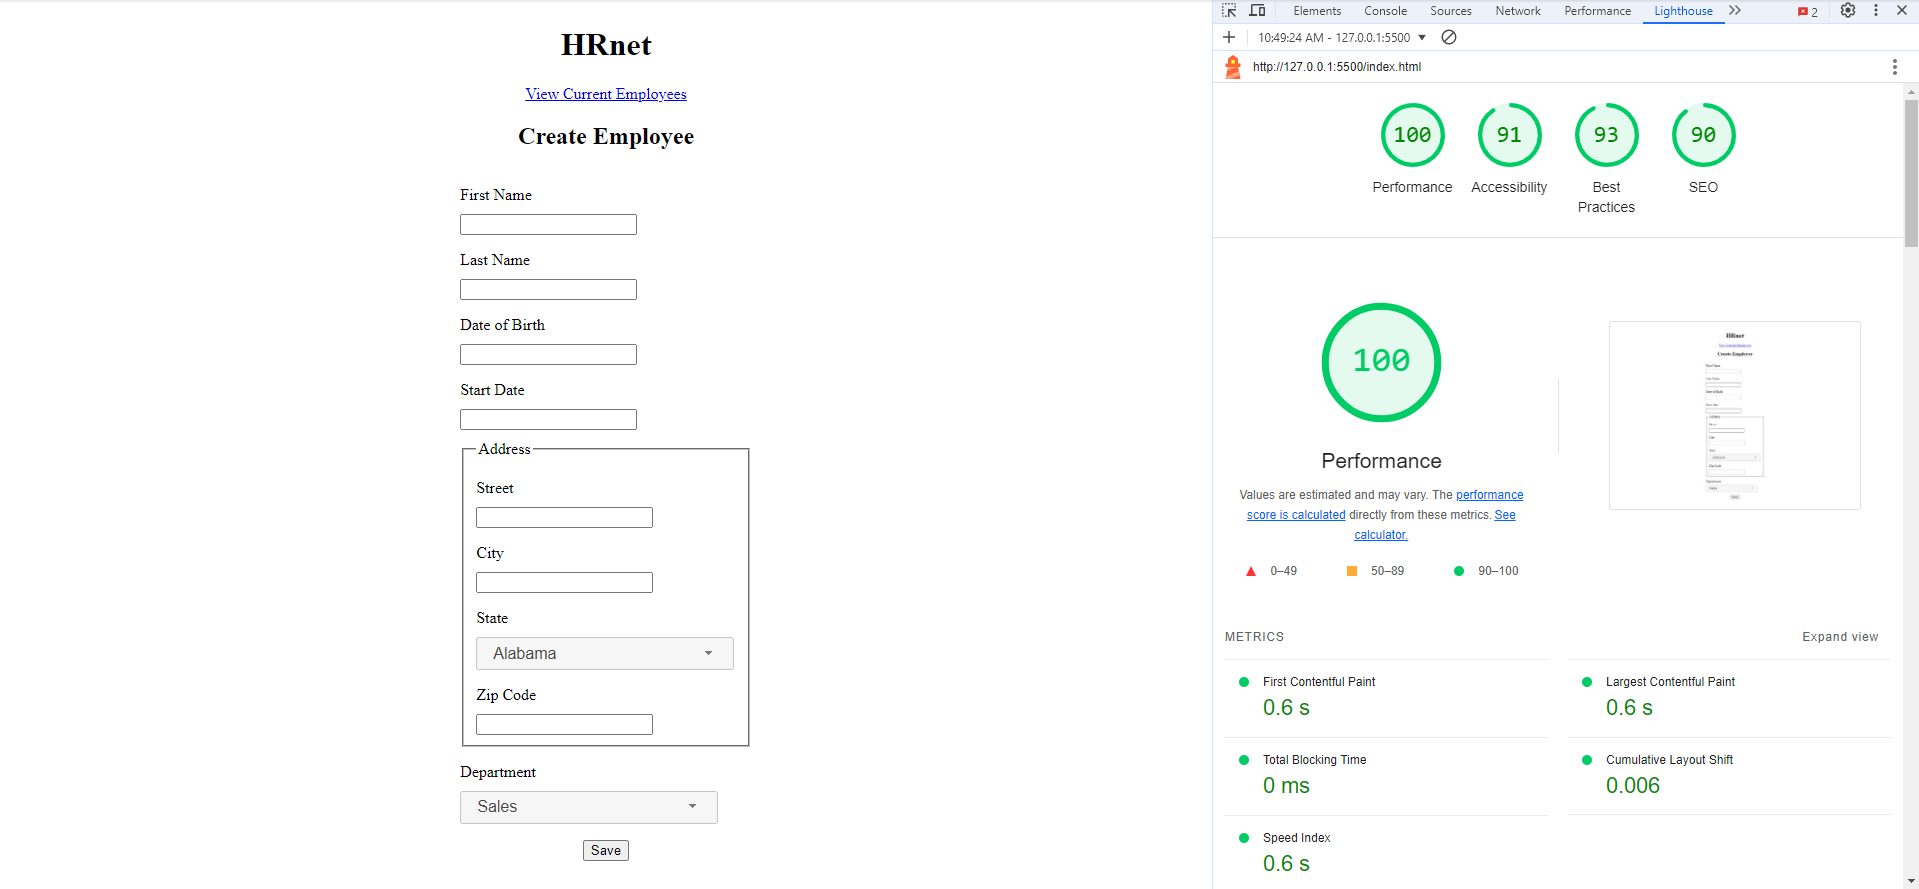 HRnet
View Current Employees
Create Employee
First Name
Last Name
Date of Birth
Start Date
Address
Street
City
State
Alabama
Zip Code
Department
Sales
Save
Elements Console Sources Network Performance Lighthouse 2
10:49:24 AM - 127.0.0.1:5500
http://127.0.0.1:5500/index.html
100 91 93 90
Performance Accessibility Best Practices SEO
100
Performance
Values are estimated and may vary. The performance
score is calculated directly from these metrics. See
calculator.
0–49 50–89 90–100
METRICS Expand view
First Contentful Paint
0.6 s
Largest Contentful Paint
0.6 s
Total Blocking Time
0 ms
Cumulative Layout Shift
0.006
Speed Index
0.6 s
HRnet
Create Employee